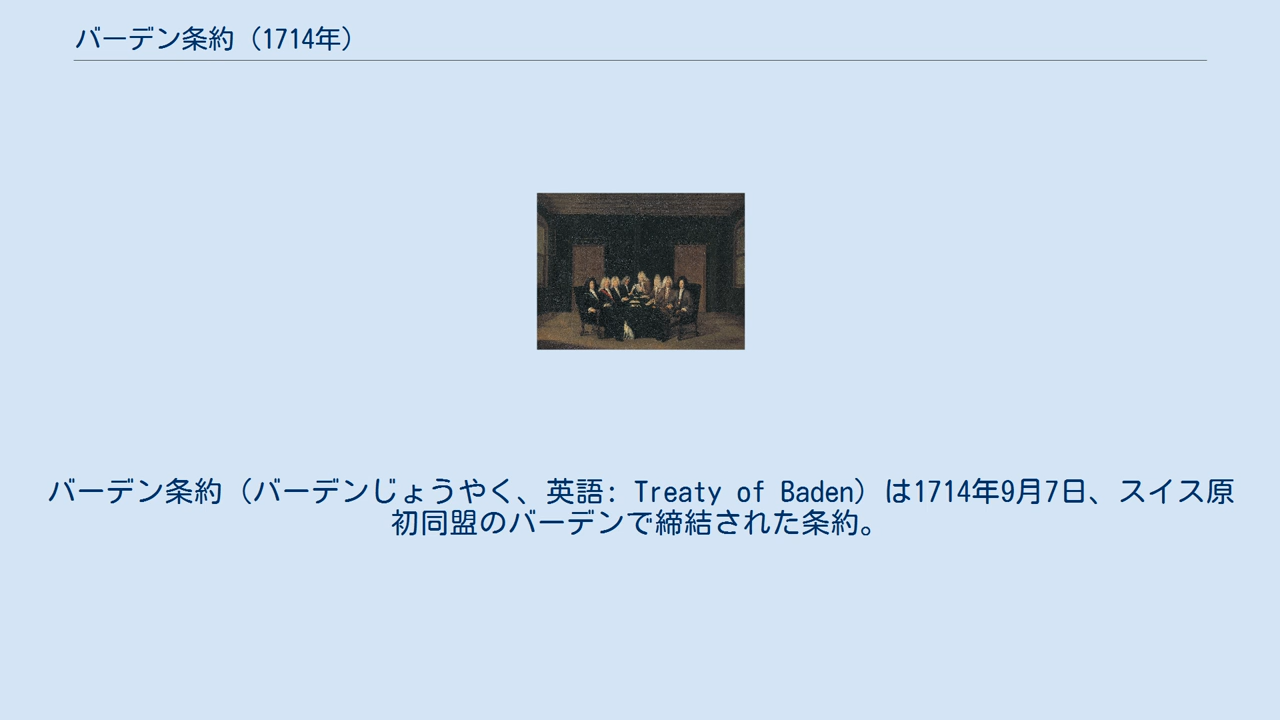 バーデン条約（1714年）
バーデン条約（バーデンじょうやく、英語: Treaty of Baden）は1714年9月7日、スイス原
初同盟のバーデンで締結された条約。